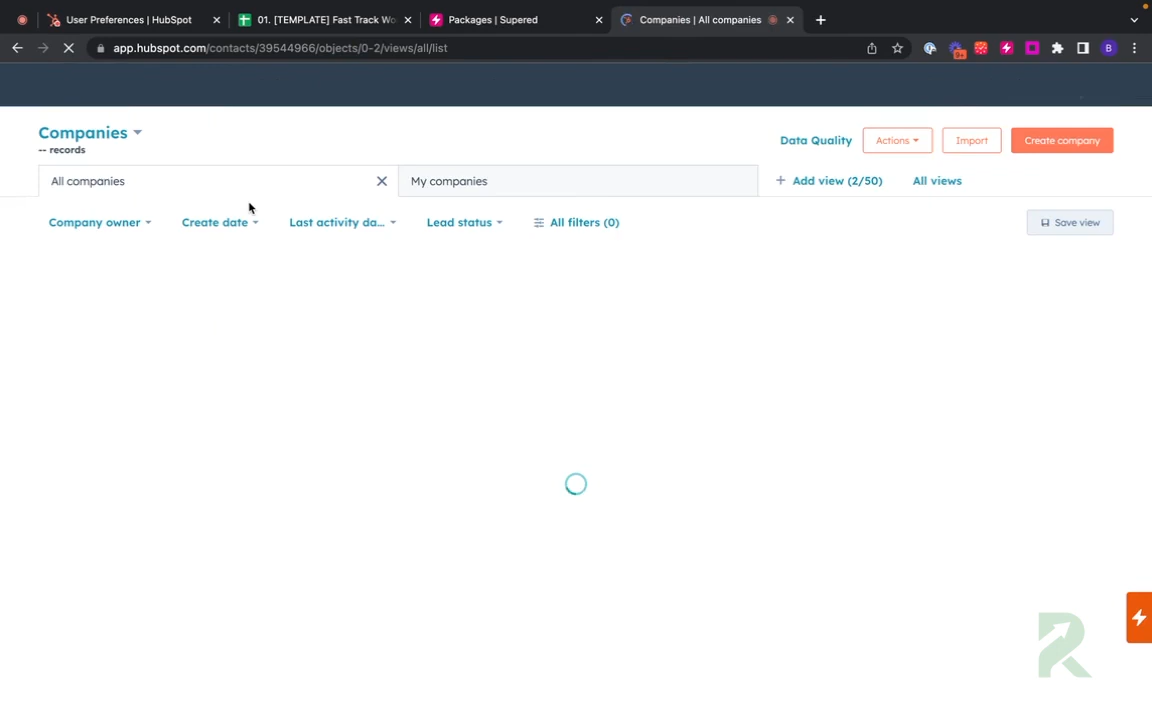 User Preferences | HubSpot
01. [TEMPLATE] Fast Track Wo
Packages | Supered
Companies | All companies
app.hubspot.com/contacts/39544966/objects/0-2/views/all/list
9+
B
Companies
-- records
Data Quality
Actions
Import
Create company
All companies
My companies
Add view (2/50)
All views
Company owner
Create date
Last activity da...
Lead status
All filters (0)
Save view